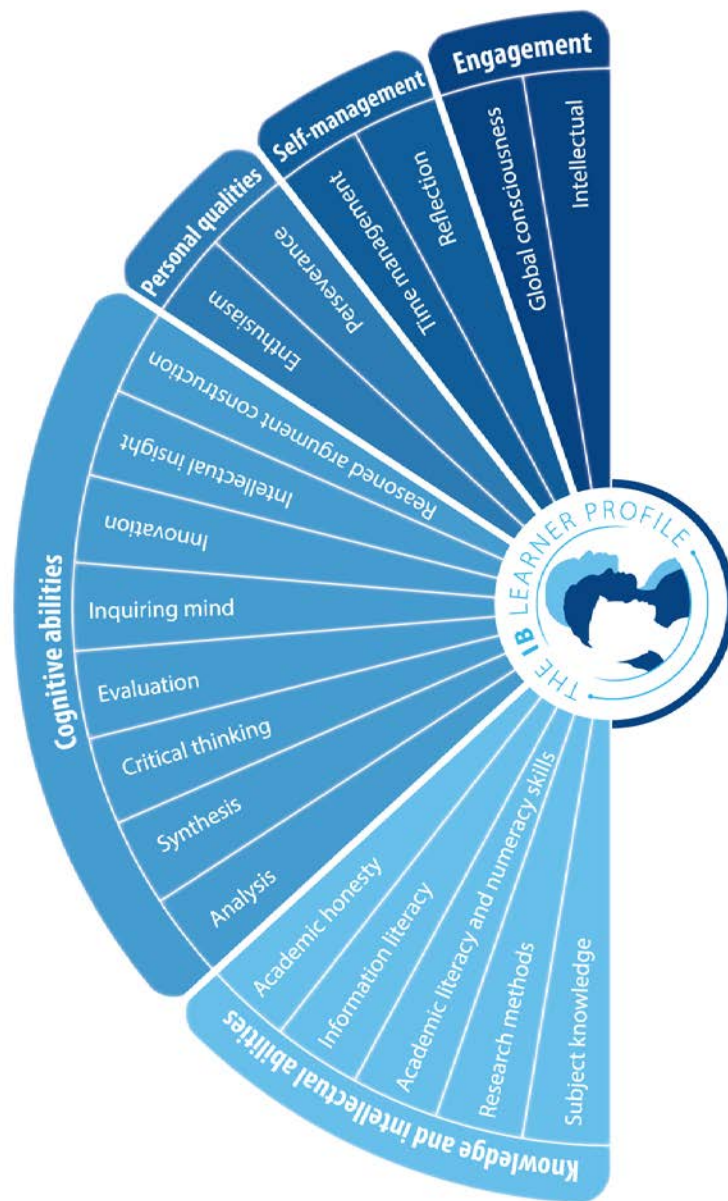 Engagement
Intellectual
Global consciousness
Self-management
Reflection
Time management
Personal qualities
Perseverance
Enthusiasm
Cognitive abilities
Reasoned argument construction
Intellectual insight
Innovation
Inquiring mind
Evaluation
Critical thinking
Synthesis
Analysis
Knowledge and intellectual abilities
Academic honesty
Information literacy
Academic literacy and numeracy skills
Research methods
Subject knowledge
THE IB LEARNER PROFILE